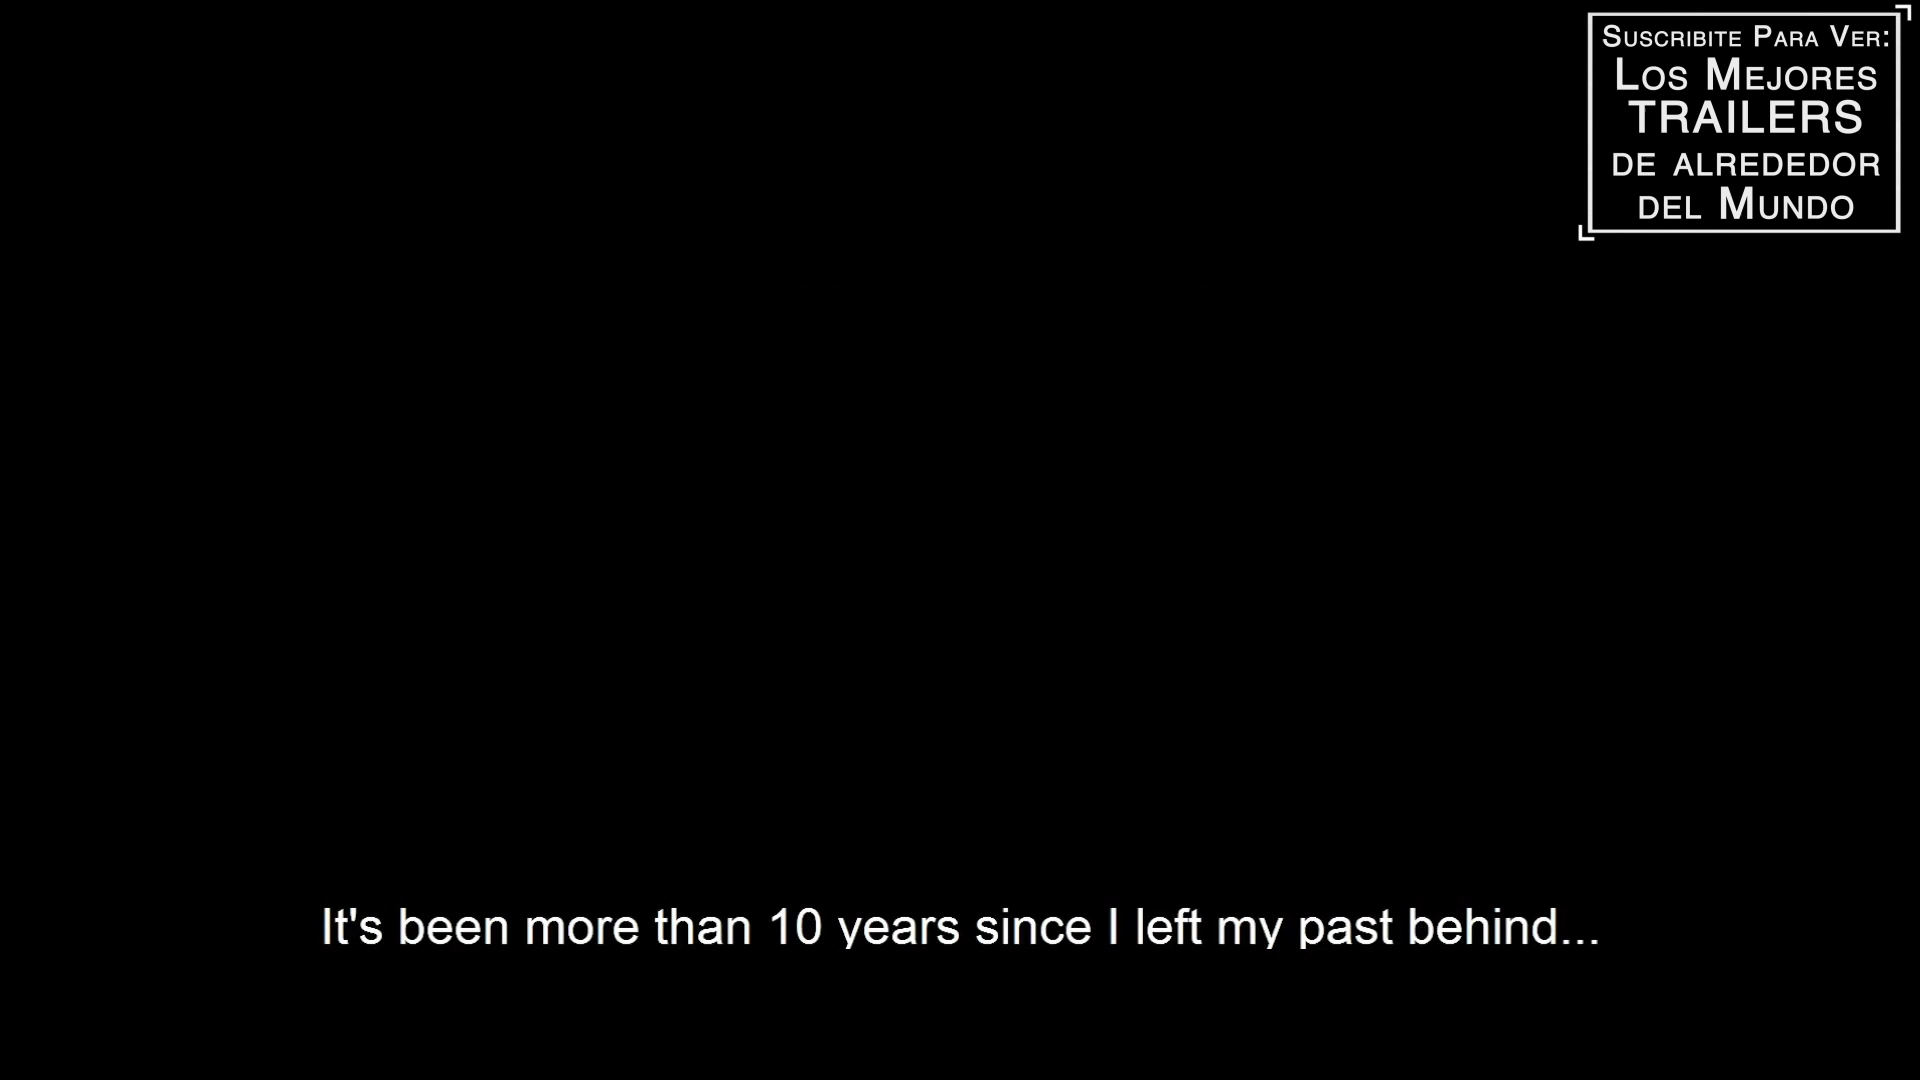 Suscribite Para Ver:
Los Mejores
TRAILERS
DE ALREDEDOR
DEL MUNDO
It's been more than 10 years since I left my past behind...